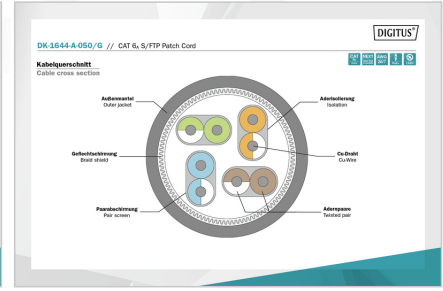 DIGITUS®
DK-1644-A-050/G // CAT 6A S/FTP Patch Cord
Kabelquerschnitt
Cable cross section
Außenmantel
Outer jacket
Aderisolierung
Isolation
Geflechtschirmung
Braid shield
Cu-Draht
Cu-Wire
Paarabschirmung
Pair screen
Aderpaare
Twisted pair